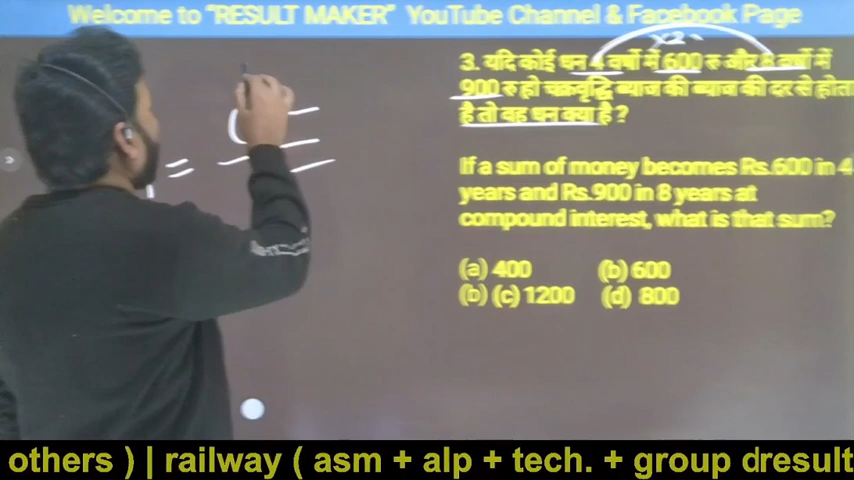 Welcome to “RESULT MAKER” YouTube Channel & Facebook Page
x2
3. यदि कोई धन 4 वर्षों में 600 रु और 8 वर्षों में
900 रु हो चक्रवृद्धि ब्याज की ब्याज की दर से होता
है तो वह धन क्या है ?
=
If a sum of money becomes Rs.600 in 4
years and Rs.900 in 8 years at
compound interest, what is that sum?
(a) 400 (b) 600
(b) (c) 1200 (d) 800
others ) | railway ( asm + alp + tech. + group dresult